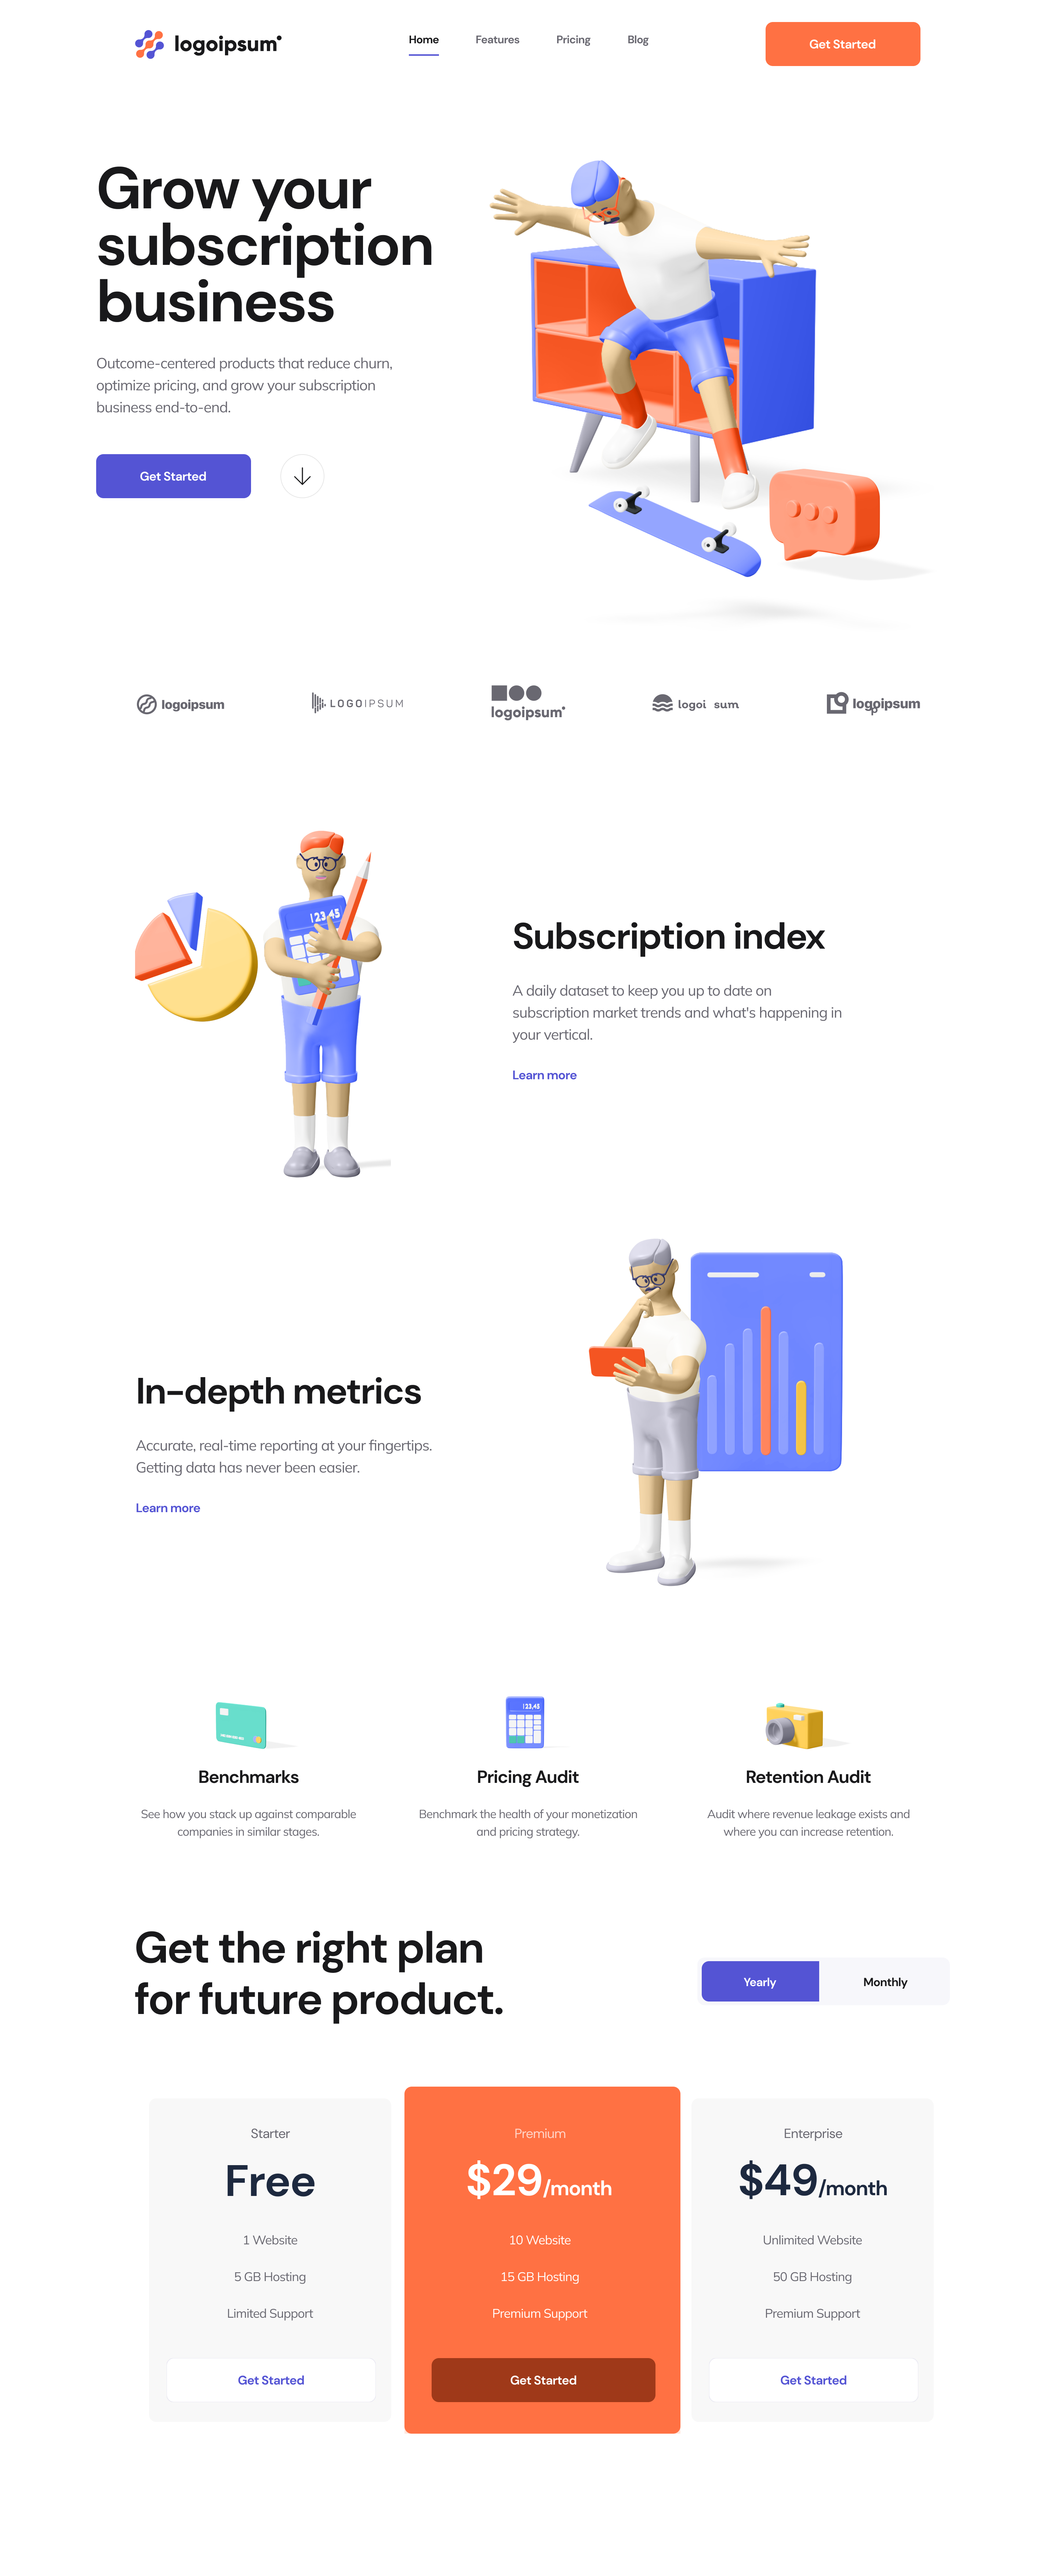 logoipsum
Home
Features
Pricing
Blog
Get Started
Grow your
subscription
business
Outcome-centered products that reduce churn,
optimize pricing, and grow your subscription
business end-to-end.
Get Started
logoipsum
LOGOIPSUM
logoipsum
logoi sum
logoipsum
p
123,45
Subscription index
A daily dataset to keep you up to date on
subscription market trends and what's happening in
your vertical.
Learn more
In-depth metrics
Accurate, real-time reporting at your fingertips.
Getting data has never been easier.
Learn more
123,45
Benchmarks
Pricing Audit
Retention Audit
See how you stack up against comparable
companies in similar stages.
Benchmark the health of your monetization
and pricing strategy.
Audit where revenue leakage exists and
where you can increase retention.
Get the right plan
for future product.
Yearly
Monthly
Starter
Free
1 Website
5 GB Hosting
Limited Support
Get Started
Premium
$29/month
10 Website
15 GB Hosting
Premium Support
Get Started
Enterprise
$49/month
Unlimited Website
50 GB Hosting
Premium Support
Get Started